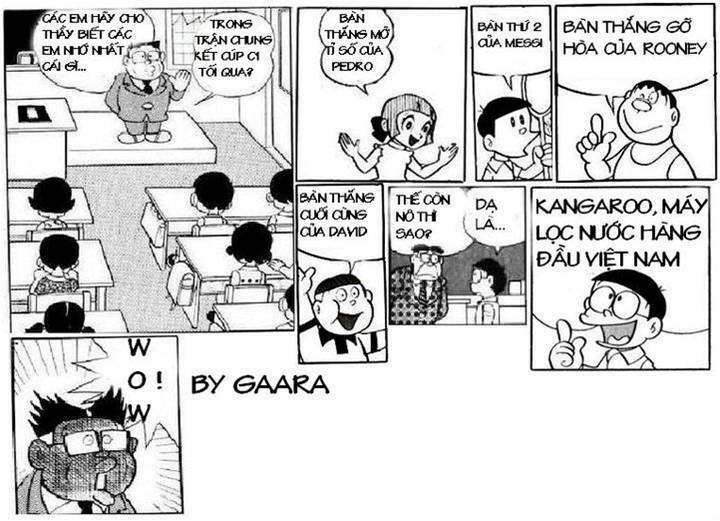 CÁC EM HÃY CHO
THẦY BIẾT CÁC
EM NHỚ NHẤT
CÁI GÌ...
TRONG
TRẬN CHUNG
KẾT CÚP C1
TỐI QUA?
BÀN
THẮNG MỞ
TỈ SỐ CỦA
PEDRO
BÀN THỨ 2
CỦA MESSI
BÀN THẮNG GỠ
HÒA CỦA ROONEY
BÀN THẮNG
CUỐI CÙNG
CỦA DAVID
THẾ CÒN
NÔ THÌ
SAO?
DẠ
LÀ...
KANGAROO, MÁY
LỌC NƯỚC HÀNG
ĐẦU VIỆT NAM
WOW!
BY GAARA